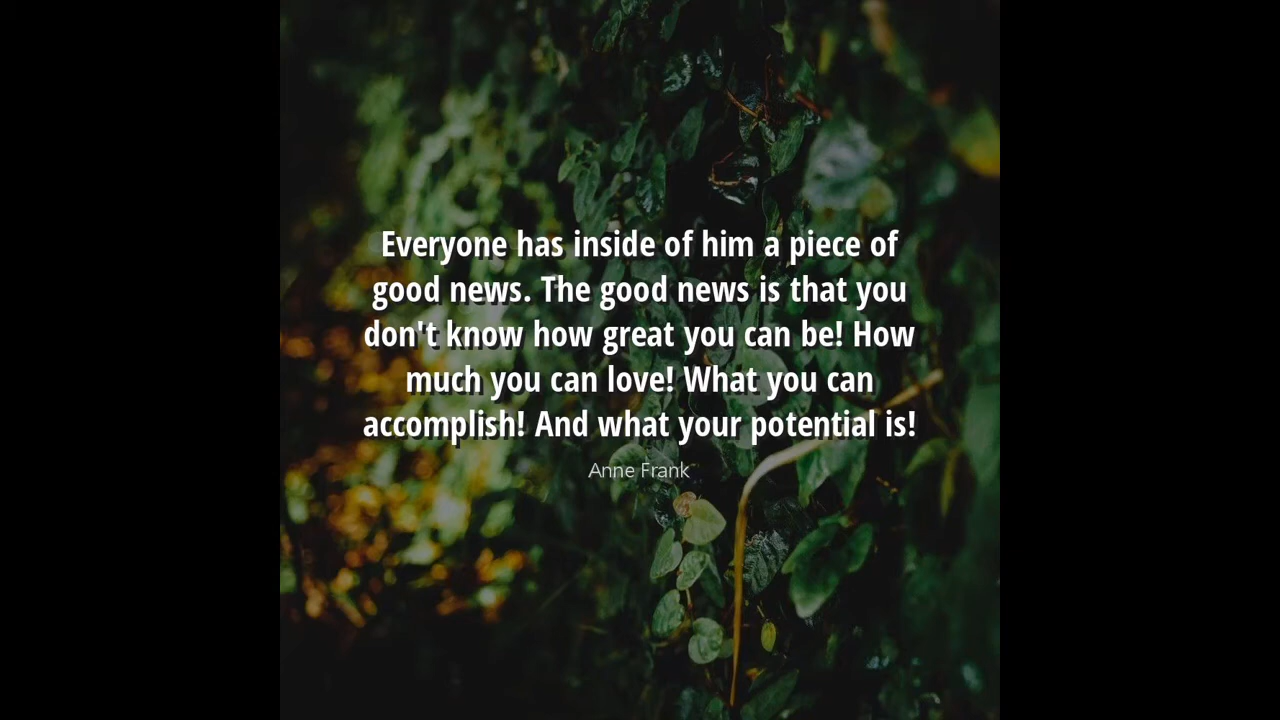 Everyone has inside of him a piece of
good news. The good news is that you
don't know how great you can be! How
much you can love! What you can
accomplish! And what your potential is!
Anne Frank